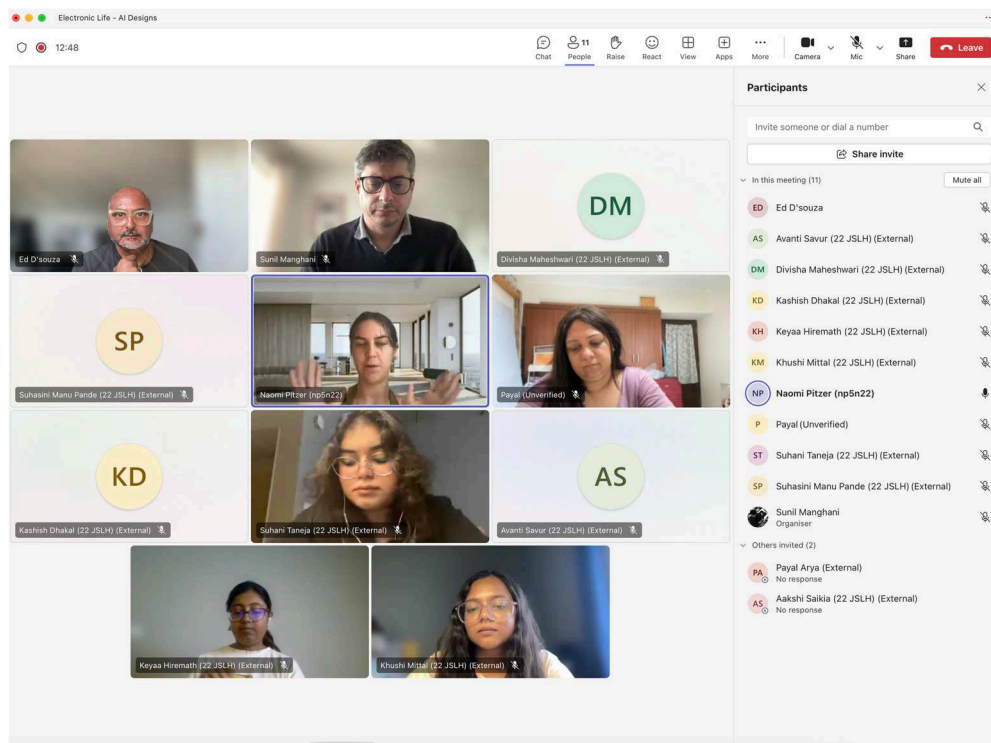 Electronic Life - AI Designs
12:48
Chat
11
People
Raise
React
View
Apps
More
Camera
Mic
Share
Leave
Ed D'souza
Sunil Manghani
DM
Divisha Maheshwari (22 JSLH) (External)
SP
Suhasini Manu Pande (22 JSLH) (External)
Naomi Pitzer (np5n22)
Payal (Unverified)
KD
Kashish Dhakal (22 JSLH) (External)
Suhani Taneja (22 JSLH) (External)
AS
Avanti Savur (22 JSLH) (External)
Keyaa Hiremath (22 JSLH) (External)
Khushi Mittal (22 JSLH) (External)
Participants
Invite someone or dial a number
Share invite
In this meeting (11)
Mute all
ED Ed D'souza
AS Avanti Savur (22 JSLH) (External)
DM Divisha Maheshwari (22 JSLH) (External)
KD Kashish Dhakal (22 JSLH) (External)
KH Keyaa Hiremath (22 JSLH) (External)
KM Khushi Mittal (22 JSLH) (External)
NP Naomi Pitzer (np5n22)
P Payal (Unverified)
ST Suhani Taneja (22 JSLH) (External)
SP Suhasini Manu Pande (22 JSLH) (External)
Sunil Manghani
Organiser
Others invited (2)
PA Payal Arya (External)
No response
AS Aakshi Saikia (22 JSLH) (External)
No response